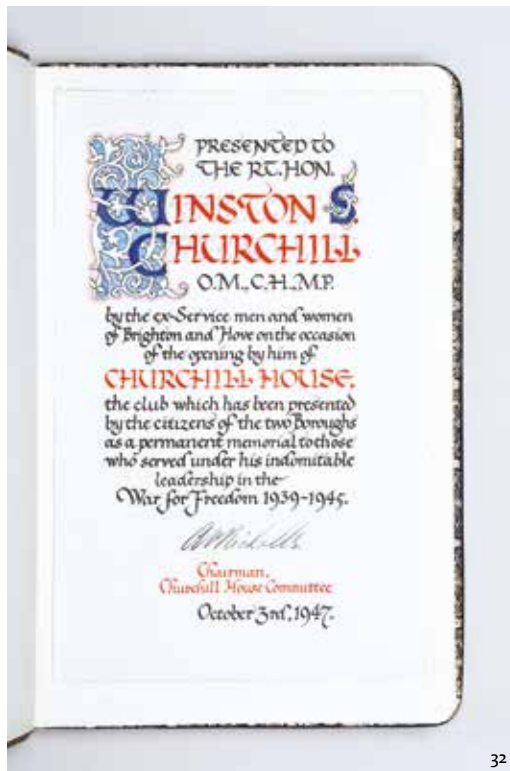 PRESENTED TO
THE RT. HON.
WINSTON S.
CHURCHILL
O.M., C.H., M.P.
by the ex-Service men and women
of Brighton and Hove on the occasion
of the opening by him of
CHURCHILL HOUSE,
the club which has been presented
by the citizens of the two Boroughs
as a permanent memorial to those
who served under his indomitable
leadership in the
War for Freedom 1939-1945.
Chairman,
Churchill House Committee
October 3rd, 1947.
32